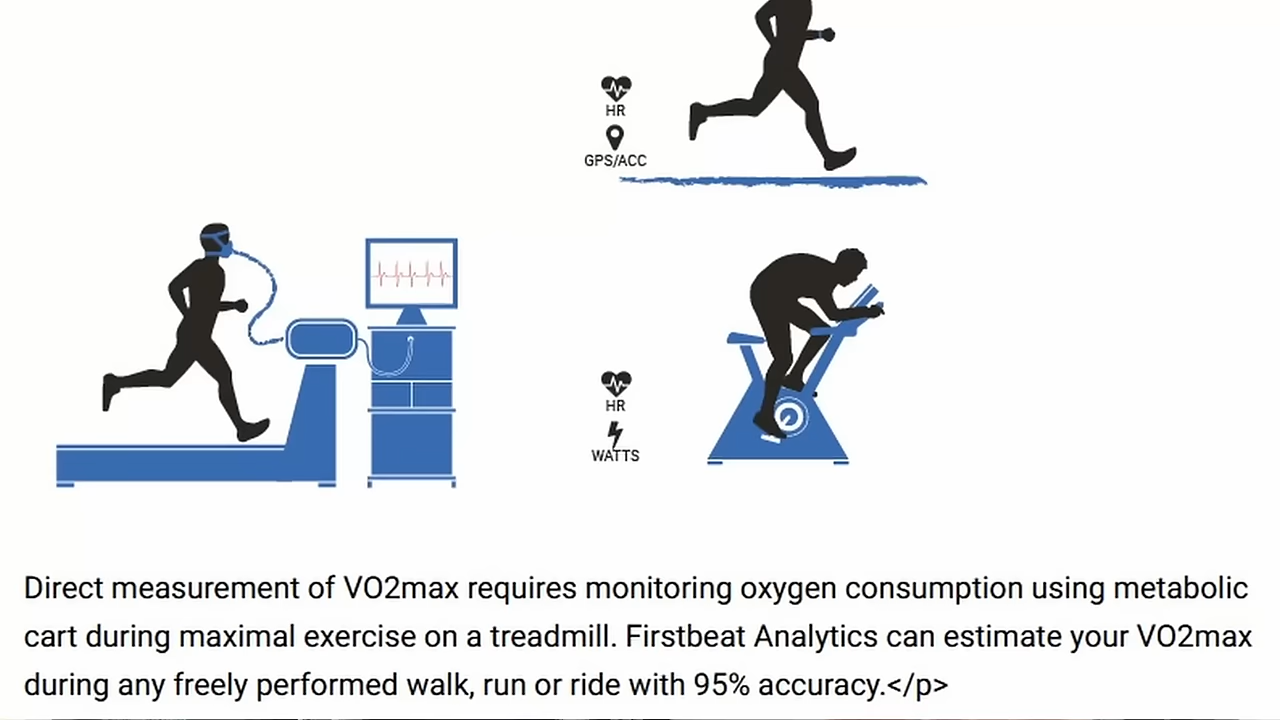 HR
GPS/ACC
HR
WATTS
Direct measurement of VO2max requires monitoring oxygen consumption using metabolic
cart during maximal exercise on a treadmill. Firstbeat Analytics can estimate your VO2max
during any freely performed walk, run or ride with 95% accuracy.</p>